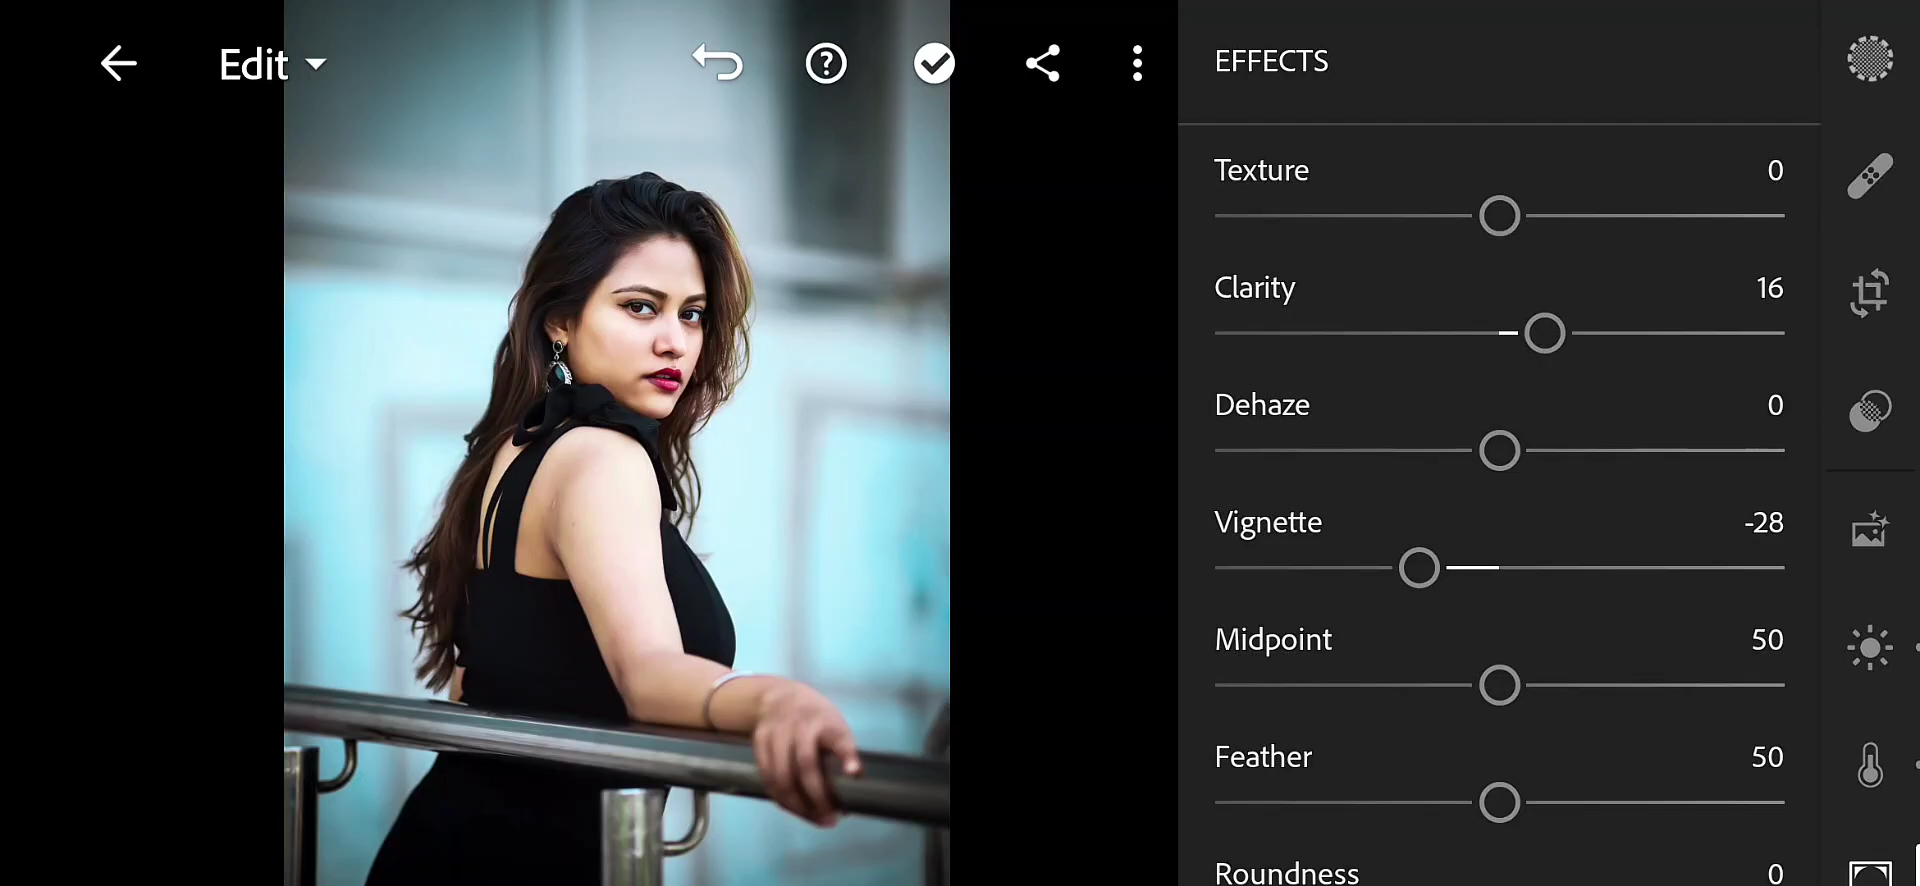 Edit
EFFECTS
Texture 0
Clarity 16
Dehaze 0
Vignette -28
Midpoint 50
Feather 50
Roundness 0